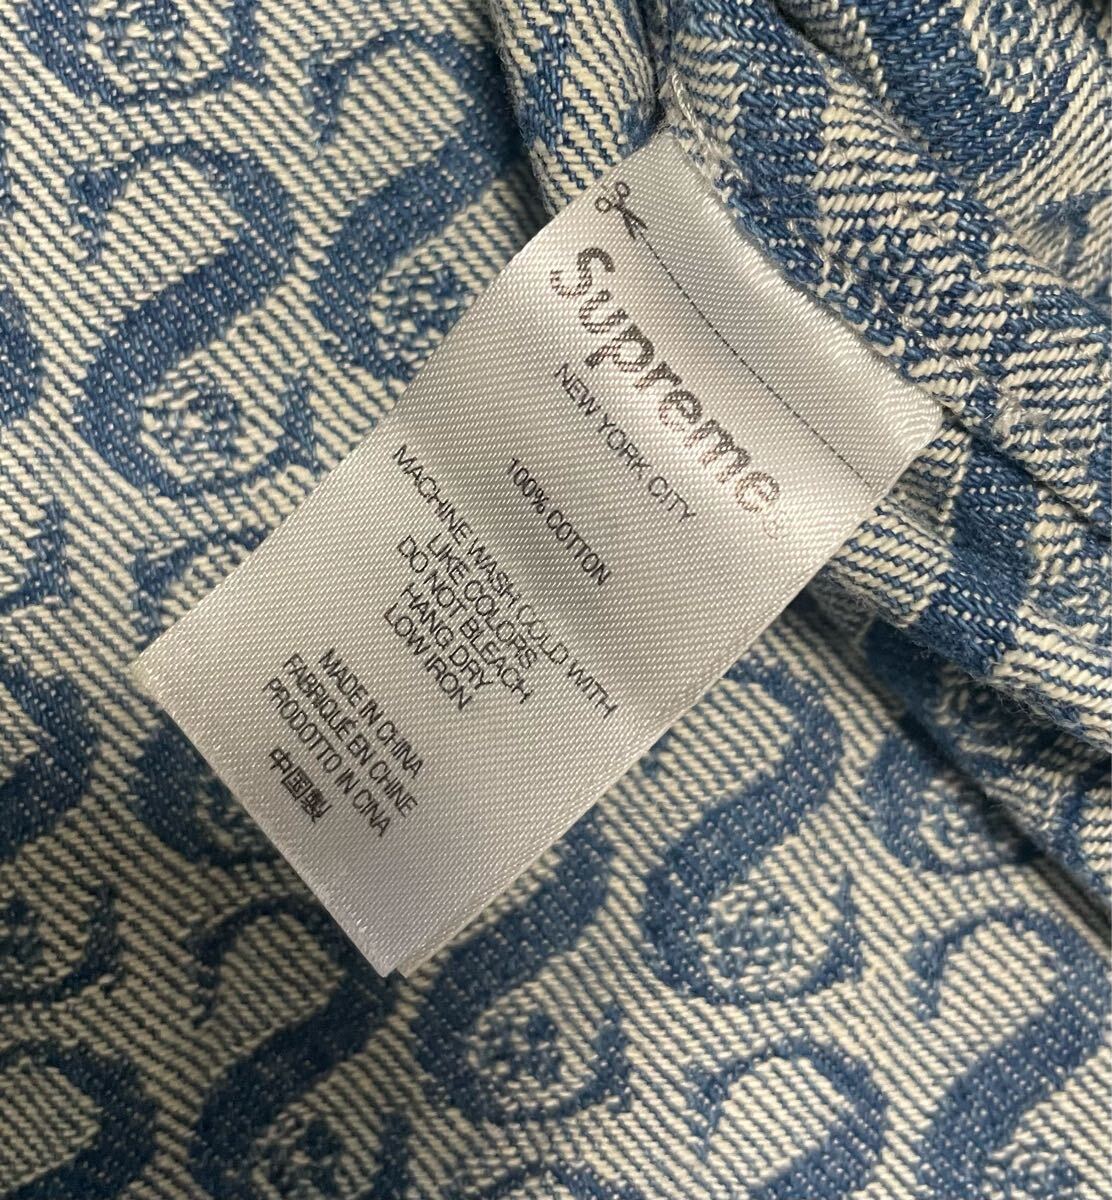 Supreme®
NEW YORK CITY
100% COTTON
MACHINE WASH COLD WITH
LIKE COLORS
DO NOT BLEACH
HANG DRY
LOW IRON
MADE IN CHINA
FABRIQUÉ EN CHINE
PRODOTTO IN CINA
中国製